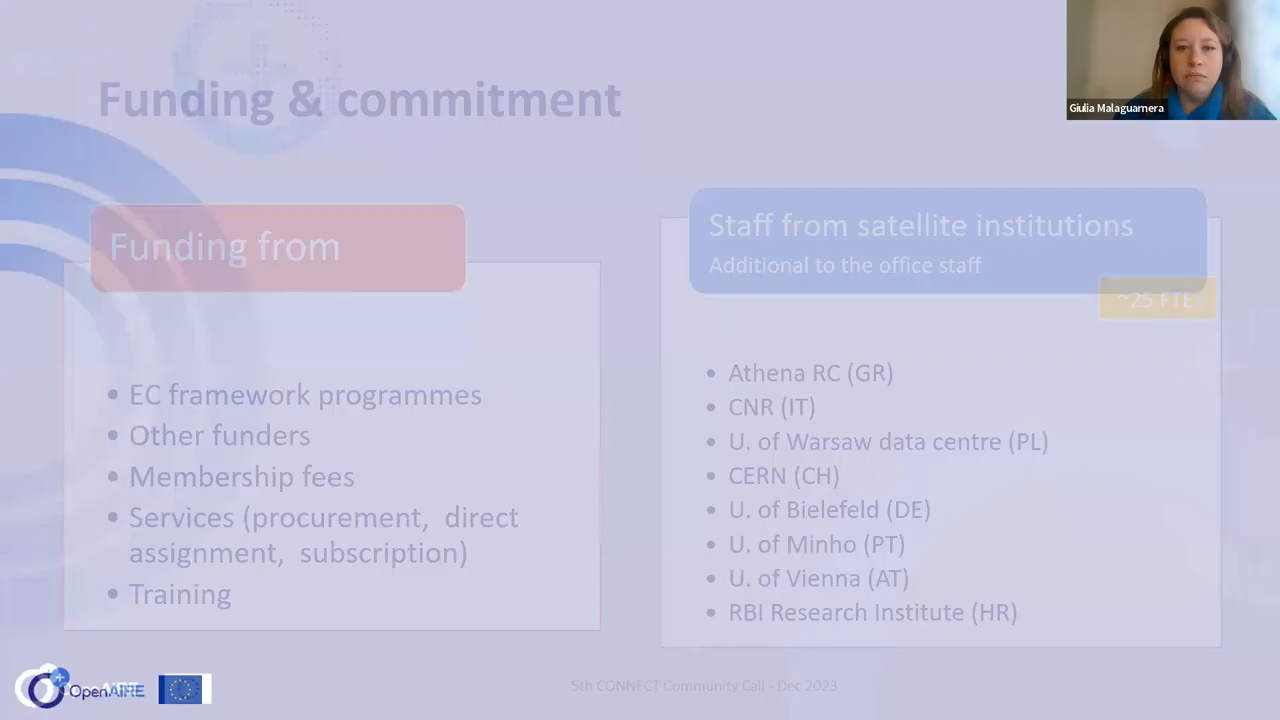 Funding & commitment
Giulia Malaguarnera
Funding from
• EC framework programmes
• Other funders
• Membership fees
• Services (procurement, direct
assignment, subscription)
• Training
Staff from satellite institutions
Additional to the office staff
~25 FTE
• Athena RC (GR)
• CNR (IT)
• U. of Warsaw data centre (PL)
• CERN (CH)
• U. of Bielefeld (DE)
• U. of Minho (PT)
• U. of Vienna (AT)
• RBI Research Institute (HR)
OpenAIRE
5th CONNECT Community Call - Dec 2023